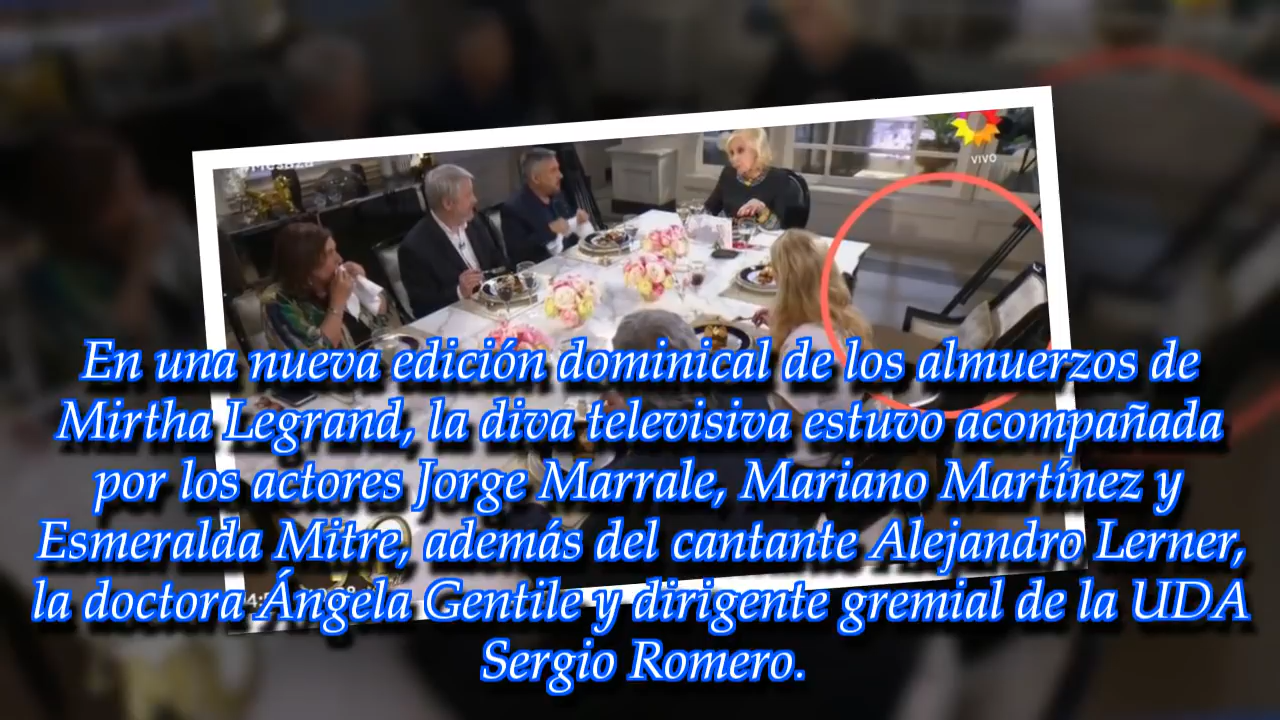 VIVO
En una nueva edición dominical de los almuerzos de
Mirtha Legrand, la diva televisiva estuvo acompañada
por los actores Jorge Marrale, Mariano Martínez y
Esmeralda Mitre, además del cantante Alejandro Lerner,
la doctora Ángela Gentile y dirigente gremial de la UDA
Sergio Romero.